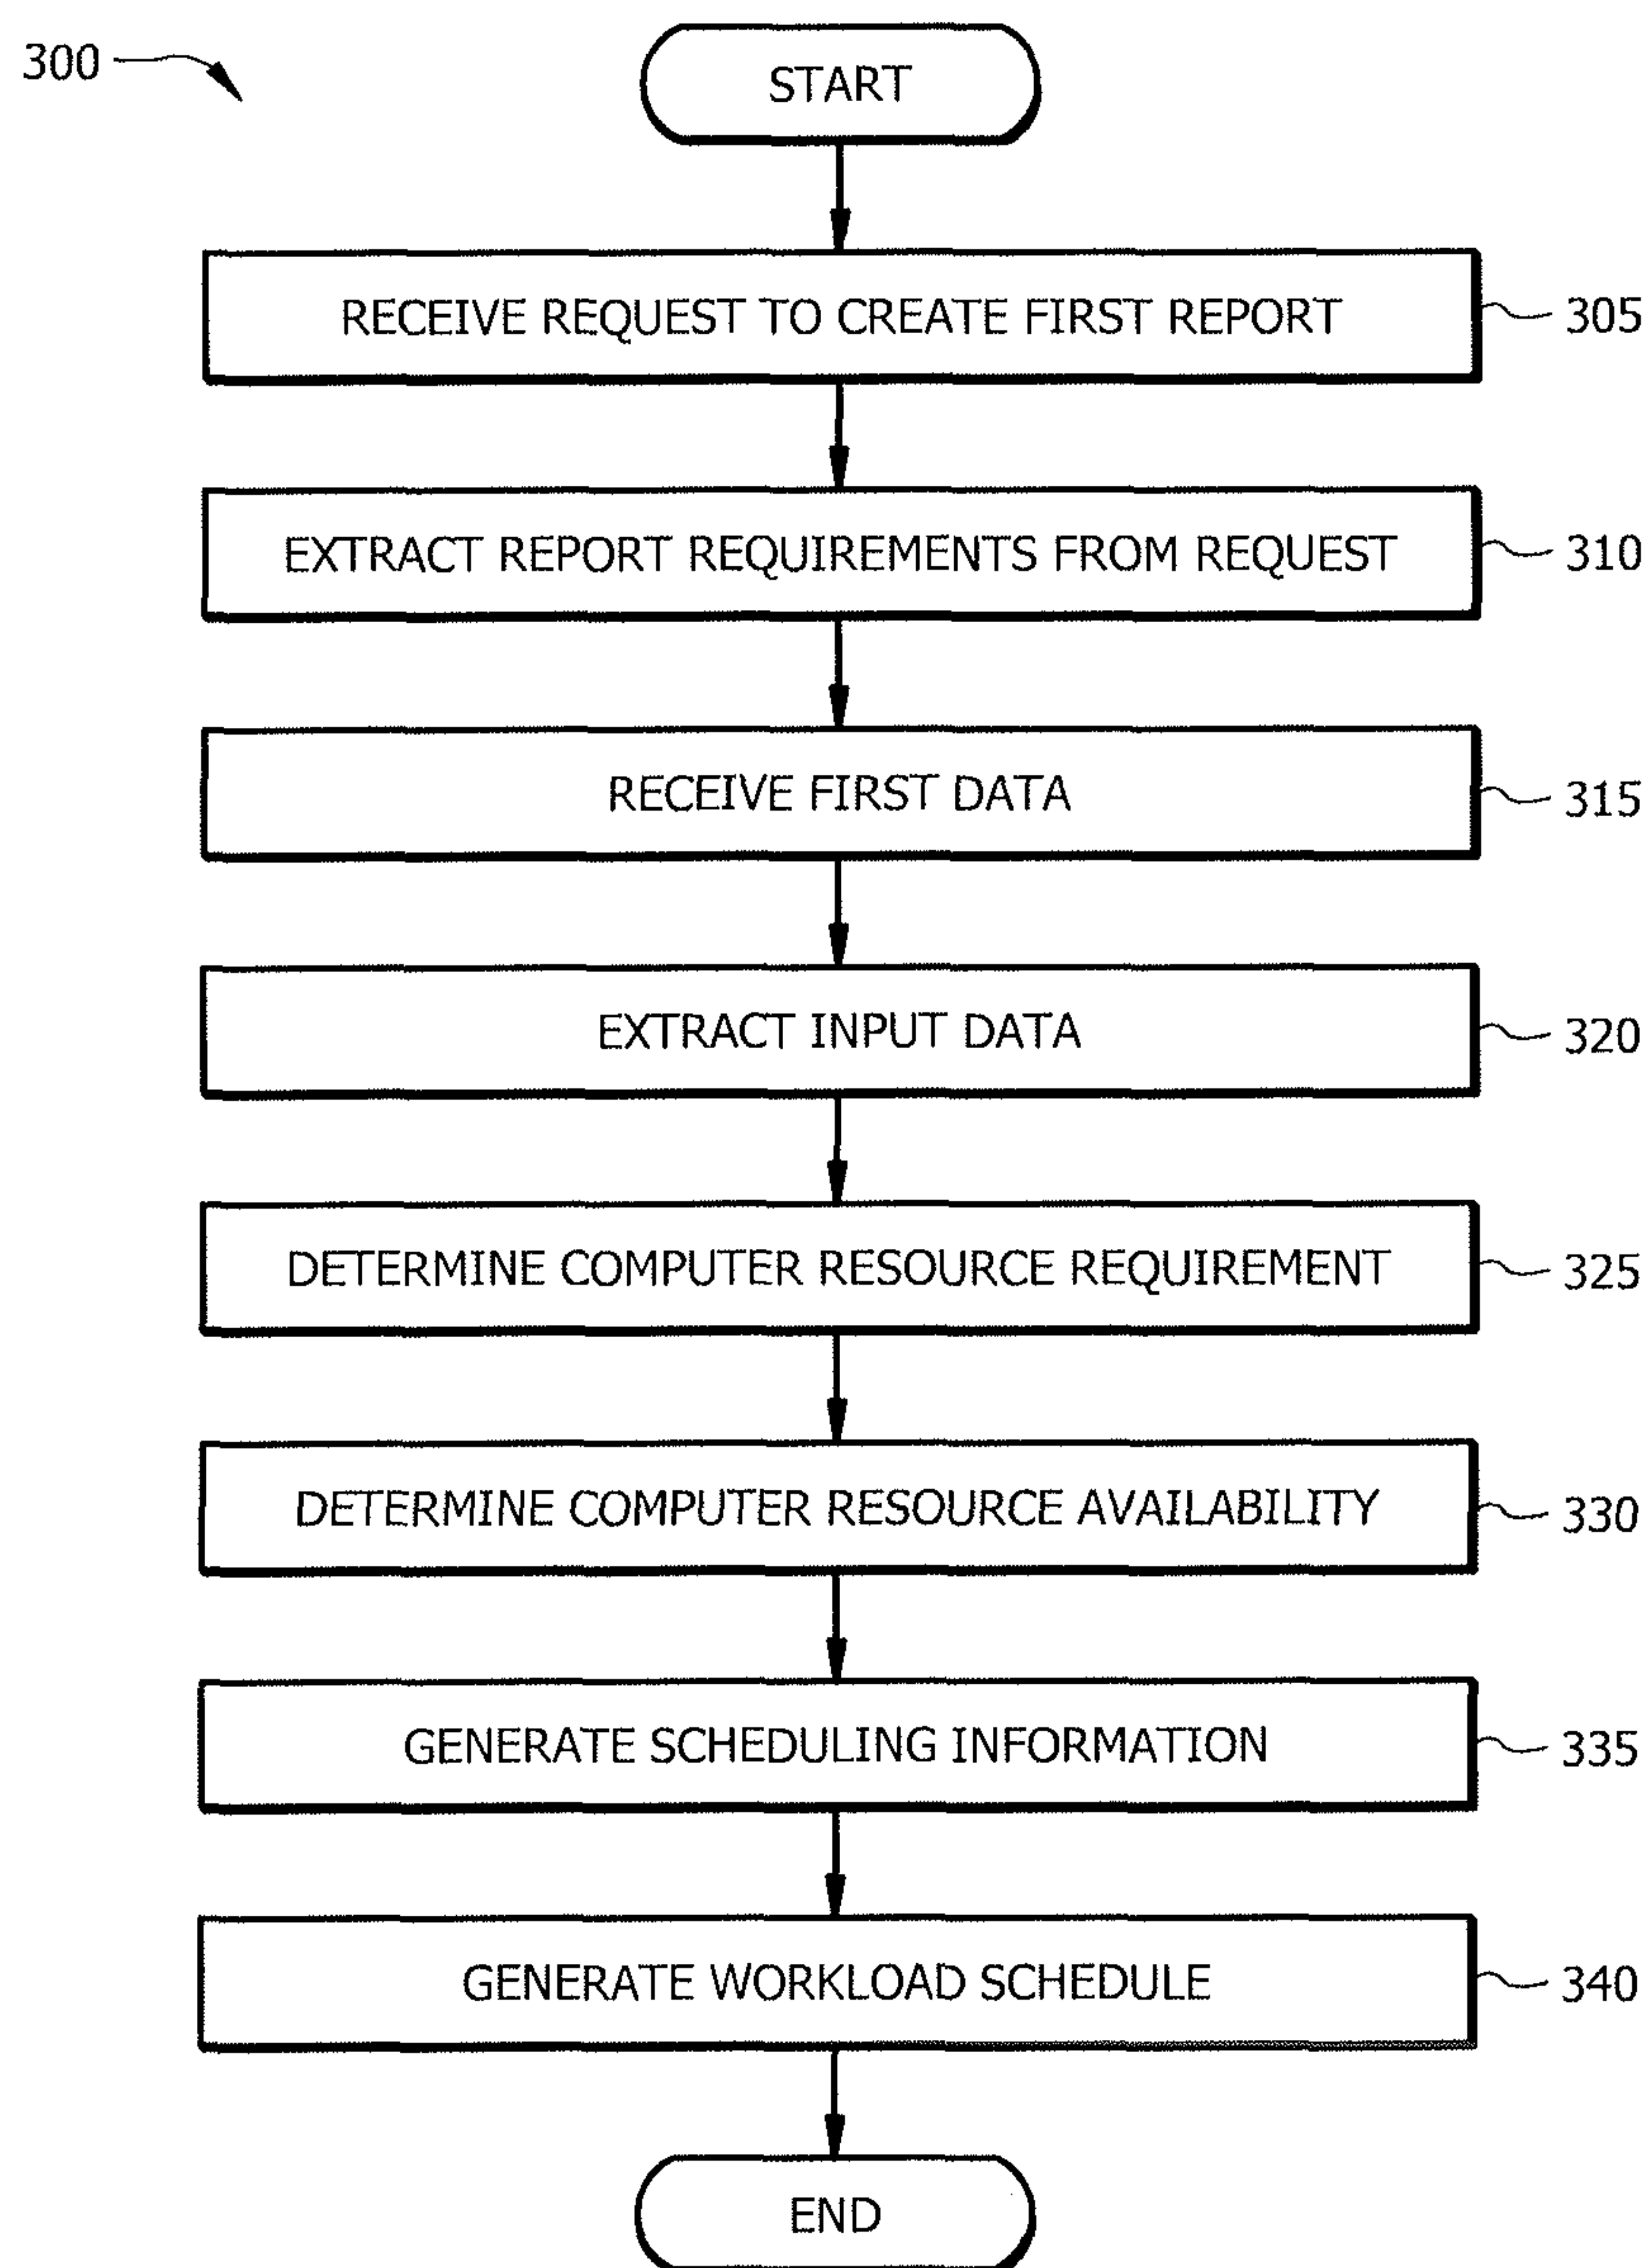 300
START
RECEIVE REQUEST TO CREATE FIRST REPORT
305
EXTRACT REPORT REQUIREMENTS FROM REQUEST
310
RECEIVE FIRST DATA
315
EXTRACT INPUT DATA
320
DETERMINE COMPUTER RESOURCE REQUIREMENT
325
DETERMINE COMPUTER RESOURCE AVAILABILITY
330
GENERATE SCHEDULING INFORMATION
335
GENERATE WORKLOAD SCHEDULE
340
END